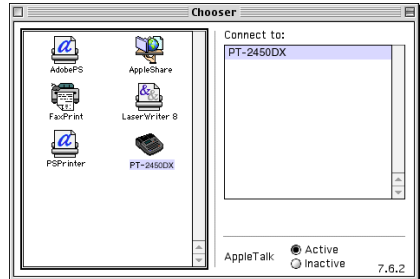 Chooser
AdobePS
AppleShare
FaxPrint
LaserWriter 8
PSPrinter
PT-2450DX
Connect to:
PT-2450DX
AppleTalk
Active
Inactive
7.6.2